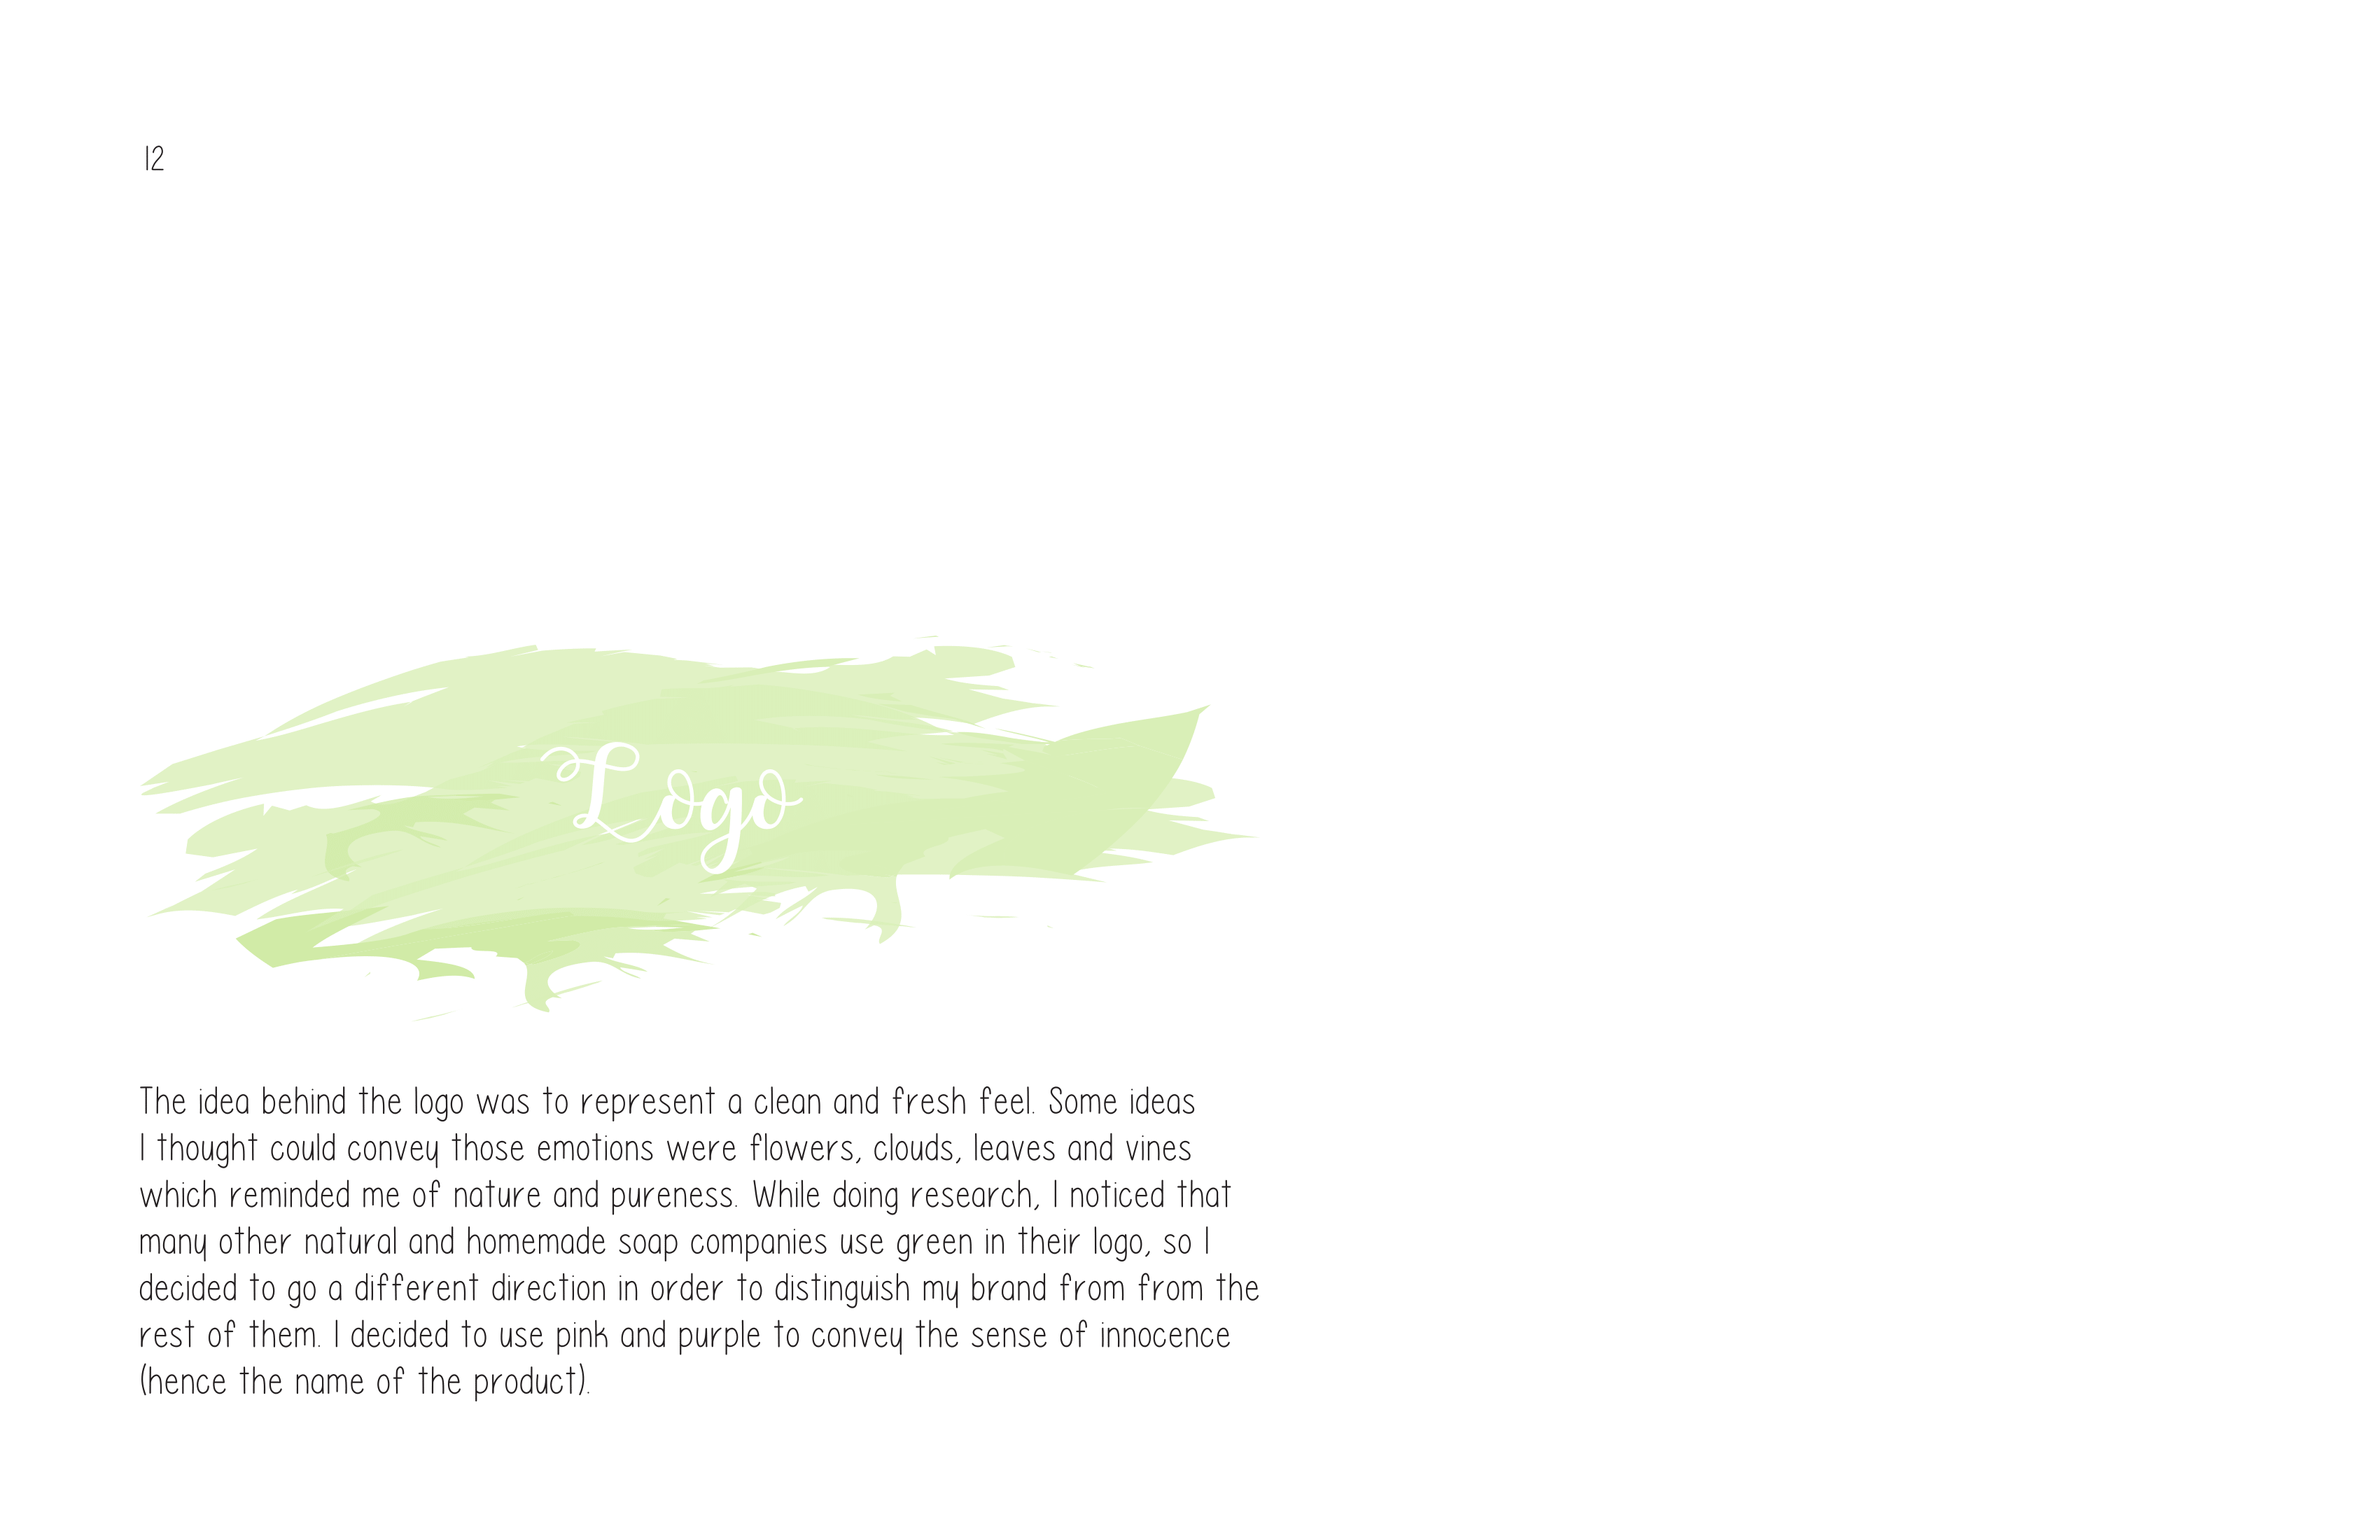 12
Logo
The idea behind the logo was to represent a clean and fresh feel. Some ideas
I thought could convey those emotions were flowers, clouds, leaves and vines
which reminded me of nature and pureness. While doing research, I noticed that
many other natural and homemade soap companies use green in their logo, so I
decided to go a different direction in order to distinguish my brand from from the
rest of them. I decided to use pink and purple to convey the sense of innocence
(hence the name of the product).